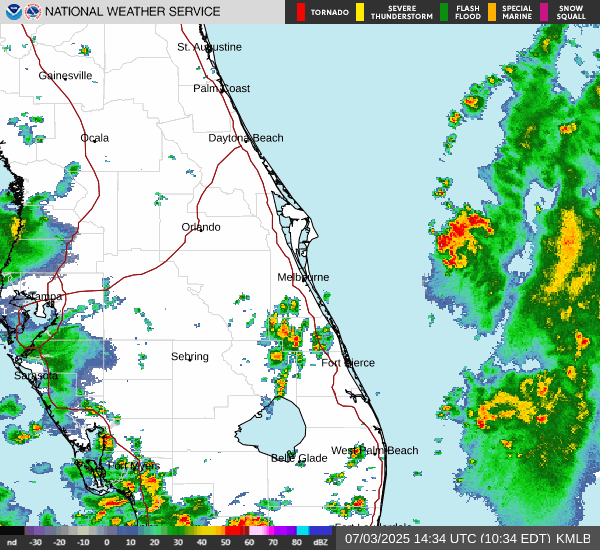 NATIONAL WEATHER SERVICE
TORNADO
SEVERE
THUNDERSTORM
FLASH
FLOOD
SPECIAL
MARINE
SNOW
SQUALL
St. Augustine
Gainesville
Palm Coast
Ocala
Daytona Beach
Orlando
Melbourne
Tampa
Sebring
Fort Pierce
Sarasota
West Palm Beach
Belle Glade
Fort Myers
nd -30 -20 -10 0 10 20 30 40 50 60 70 80 dBZ
07/03/2025 14:34 UTC (10:34 EDT) KMLB